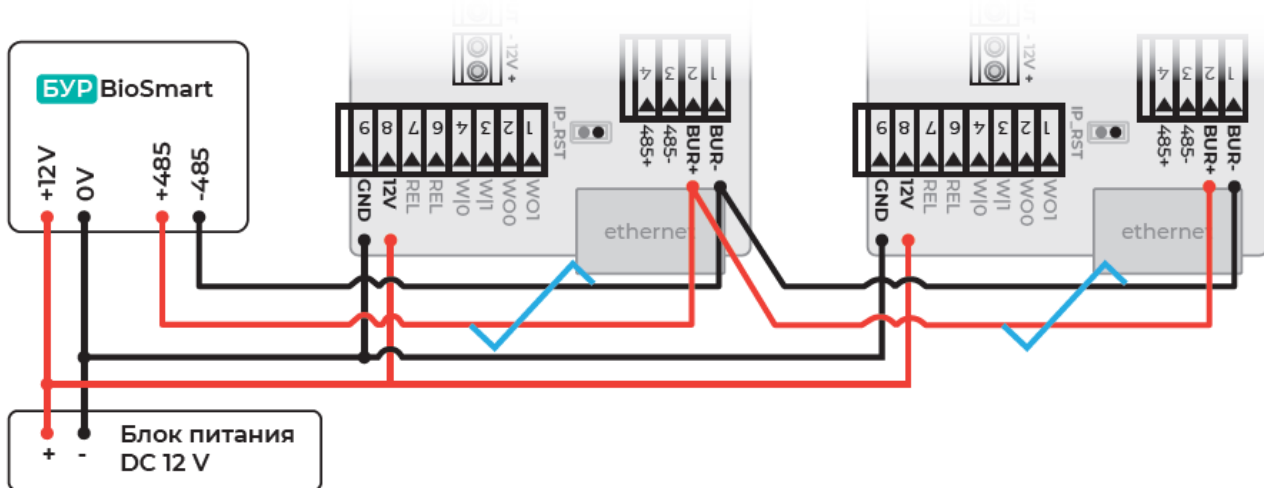 БУР BioSmart
+12V
0V
+485
-485
- 12V +
4 3 2 1
485+
485-
BUR+
BUR-
IP_RST
9 8 7 6 4 3 2 1
GND
12V
REL
REL
W|0
W|1
WO0
WO1
ethernet
- 12V +
4 3 2 1
485+
485-
BUR+
BUR-
IP_RST
9 8 7 6 4 3 2 1
GND
12V
REL
REL
W|0
W|1
WO0
WO1
ethernet
Блок питания
DC 12 V
+ -